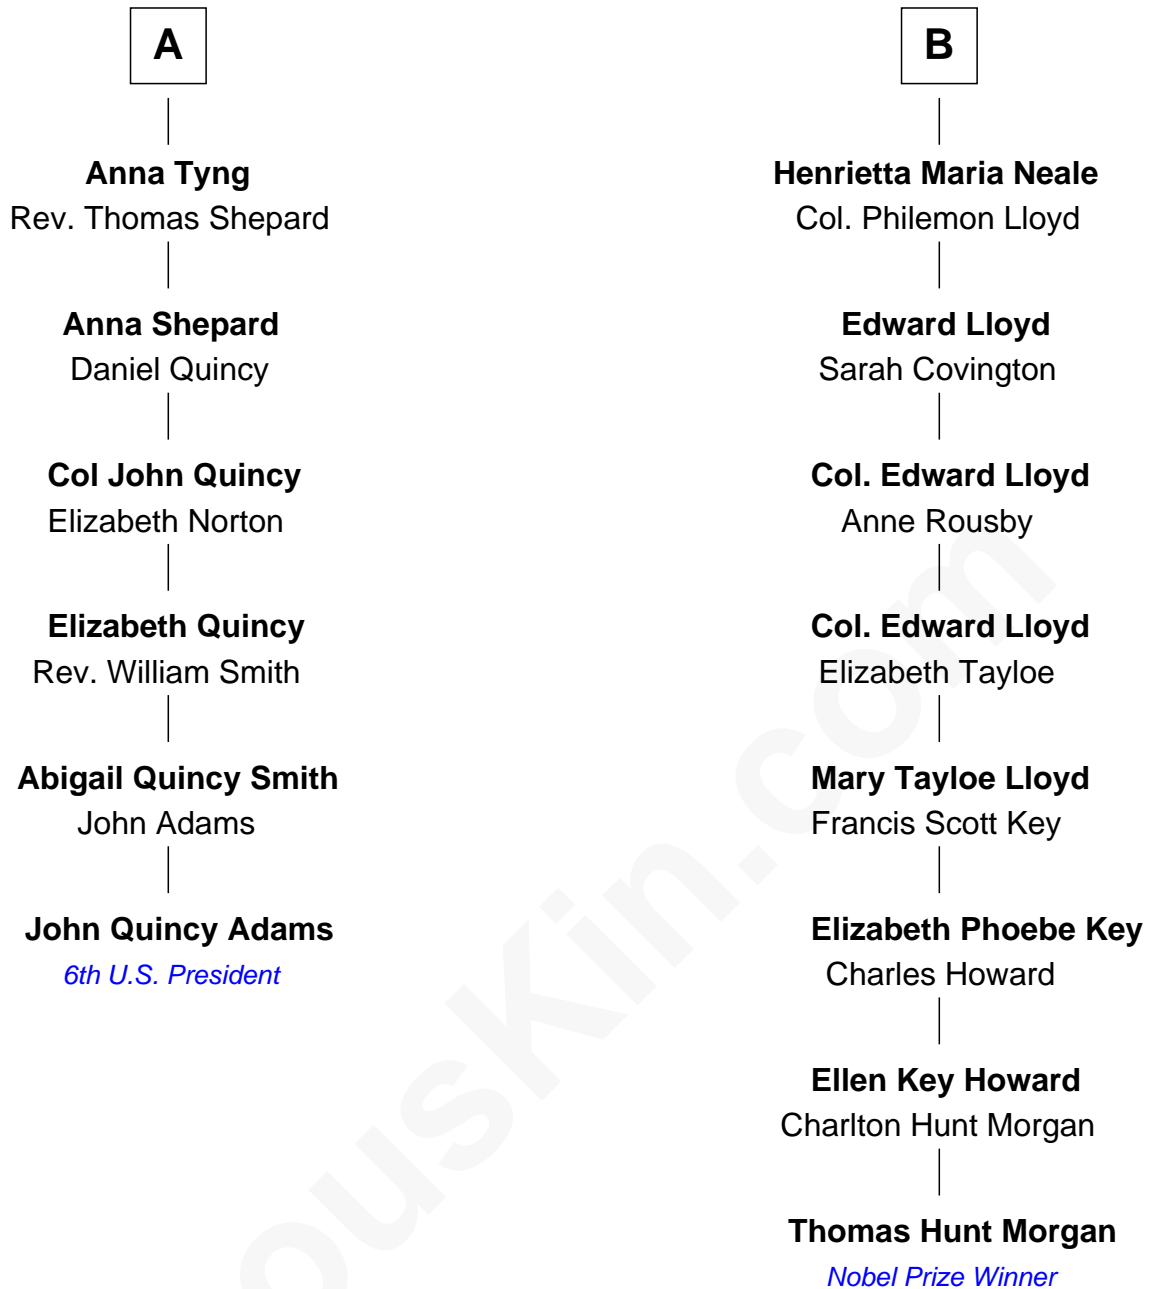 A
Anna Tyng
Rev. Thomas Shepard
Anna Shepard
Daniel Quincy
Col John Quincy
Elizabeth Norton
Elizabeth Quincy
Rev. William Smith
Abigail Quincy Smith
John Adams
John Quincy Adams
6th U.S. President
B
Henrietta Maria Neale
Col. Philemon Lloyd
Edward Lloyd
Sarah Covington
Col. Edward Lloyd
Anne Rousby
Col. Edward Lloyd
Elizabeth Tayloe
Mary Tayloe Lloyd
Francis Scott Key
Elizabeth Phoebe Key
Charles Howard
Ellen Key Howard
Charlton Hunt Morgan
Thomas Hunt Morgan
Nobel Prize Winner
ousKin.com